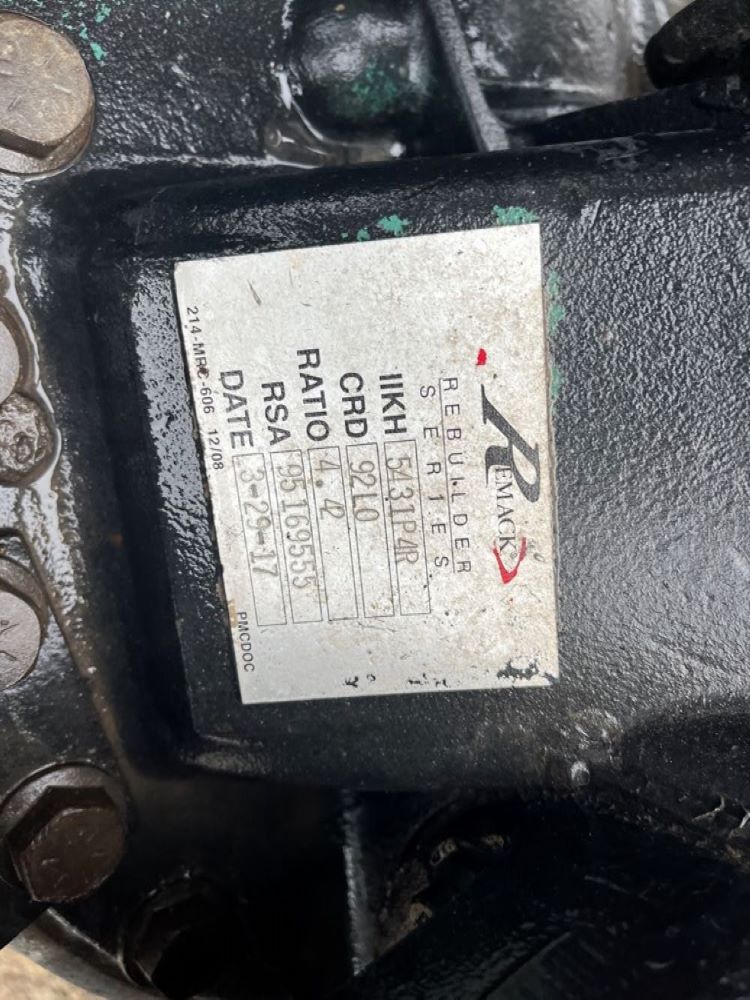 REMACK
REBUILDER
SERIES
IIKH 5431P4R
CRD 92L0
RATIO 4.42
RSA 95169555
DATE 3-29-17
214-MRC-606 12/08
PMCDOC